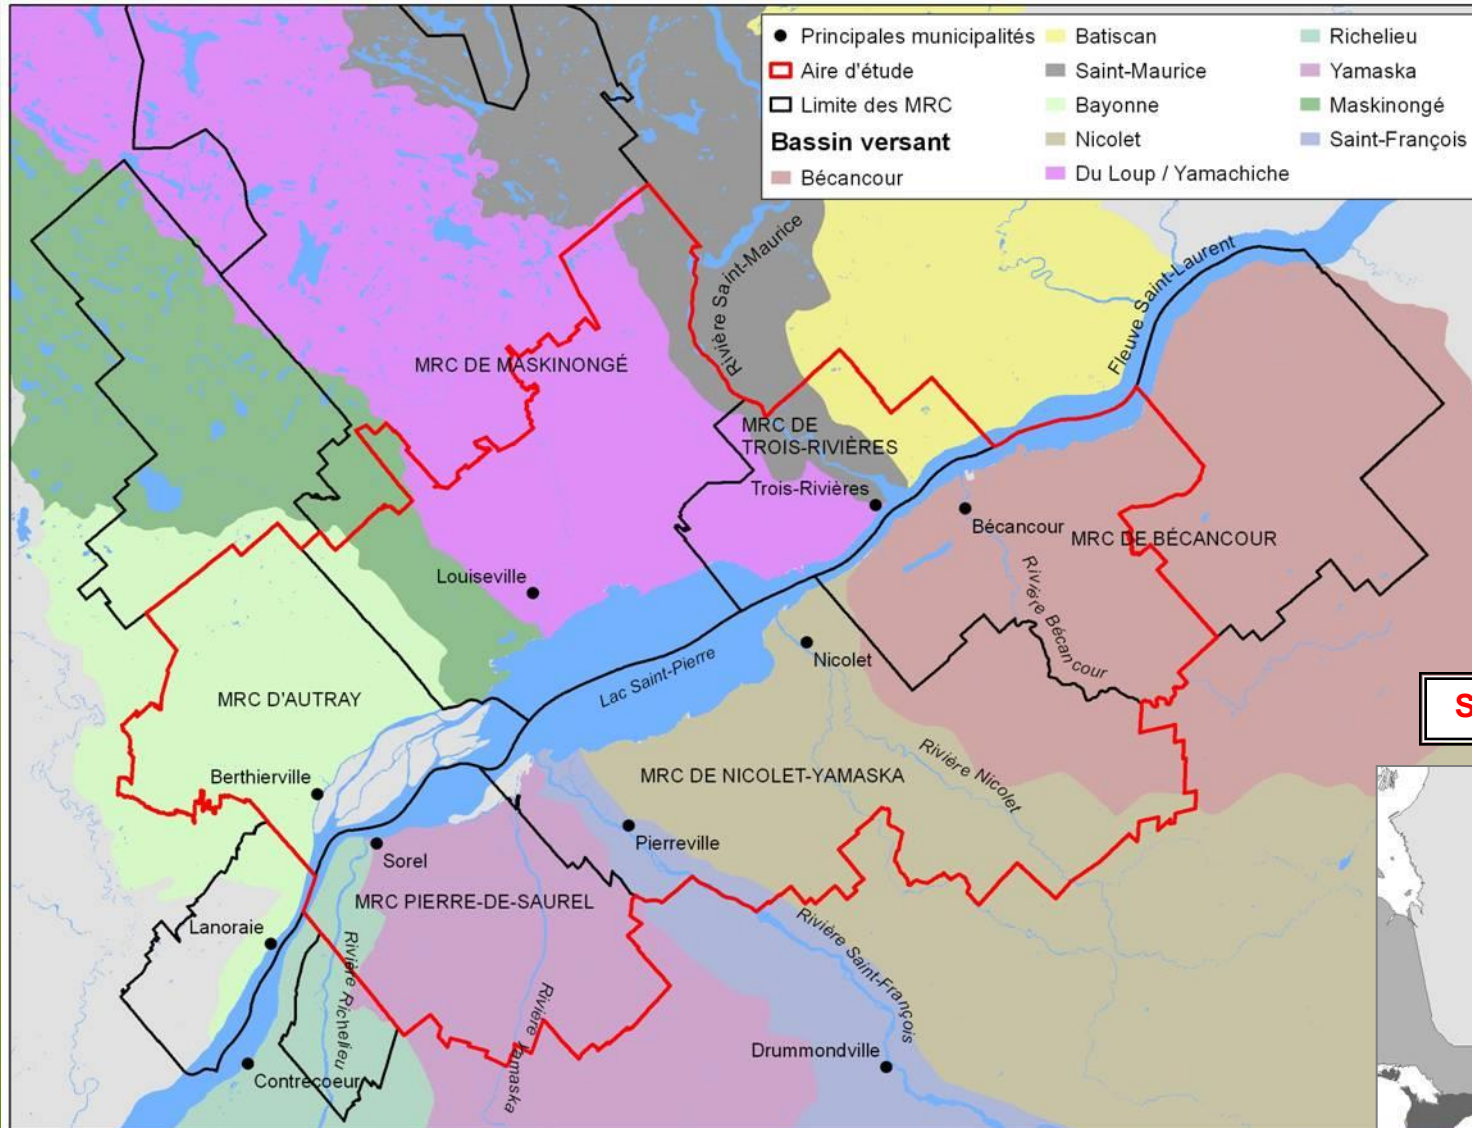 Principales municipalités
Aire d'étude
Limite des MRC
Bassin versant
Bécancour
Batiscan
Saint-Maurice
Bayonne
Nicolet
Du Loup / Yamachiche
Richelieu
Yamaska
Maskinongé
Saint-François
Rivière Saint-Maurice
Fleuve Saint-Laurent
MRC DE MASKINONGÉ
MRC DE
TROIS-RIVIÈRES
Trois-Rivières
Bécancour
MRC DE BÉCANCOUR
Louiseville
Rivière Bécancour
Nicolet
Lac Saint-Pierre
MRC D'AUTRAY
S
Rivière Nicolet
MRC DE NICOLET-YAMASKA
Berthierville
Pierreville
Sorel
MRC PIERRE-DE-SAUREL
Lanoraie
Rivière Richelieu
Rivière Saint-François
Rivière Yamaska
Drummondville
Contrecoeur